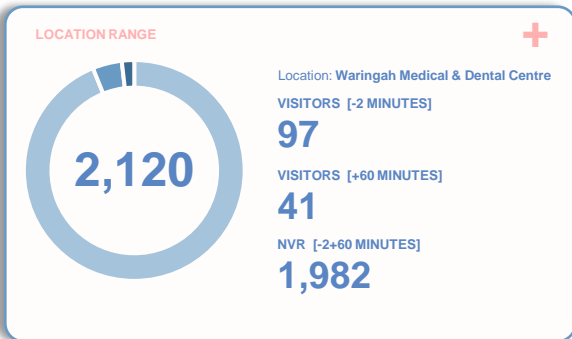 LOCATION RANGE
Location: Waringah Medical & Dental Centre
VISITORS [-2 MINUTES]
97
2,120
VISITORS [+60 MINUTES]
41
NVR [-2+60 MINUTES]
1,982